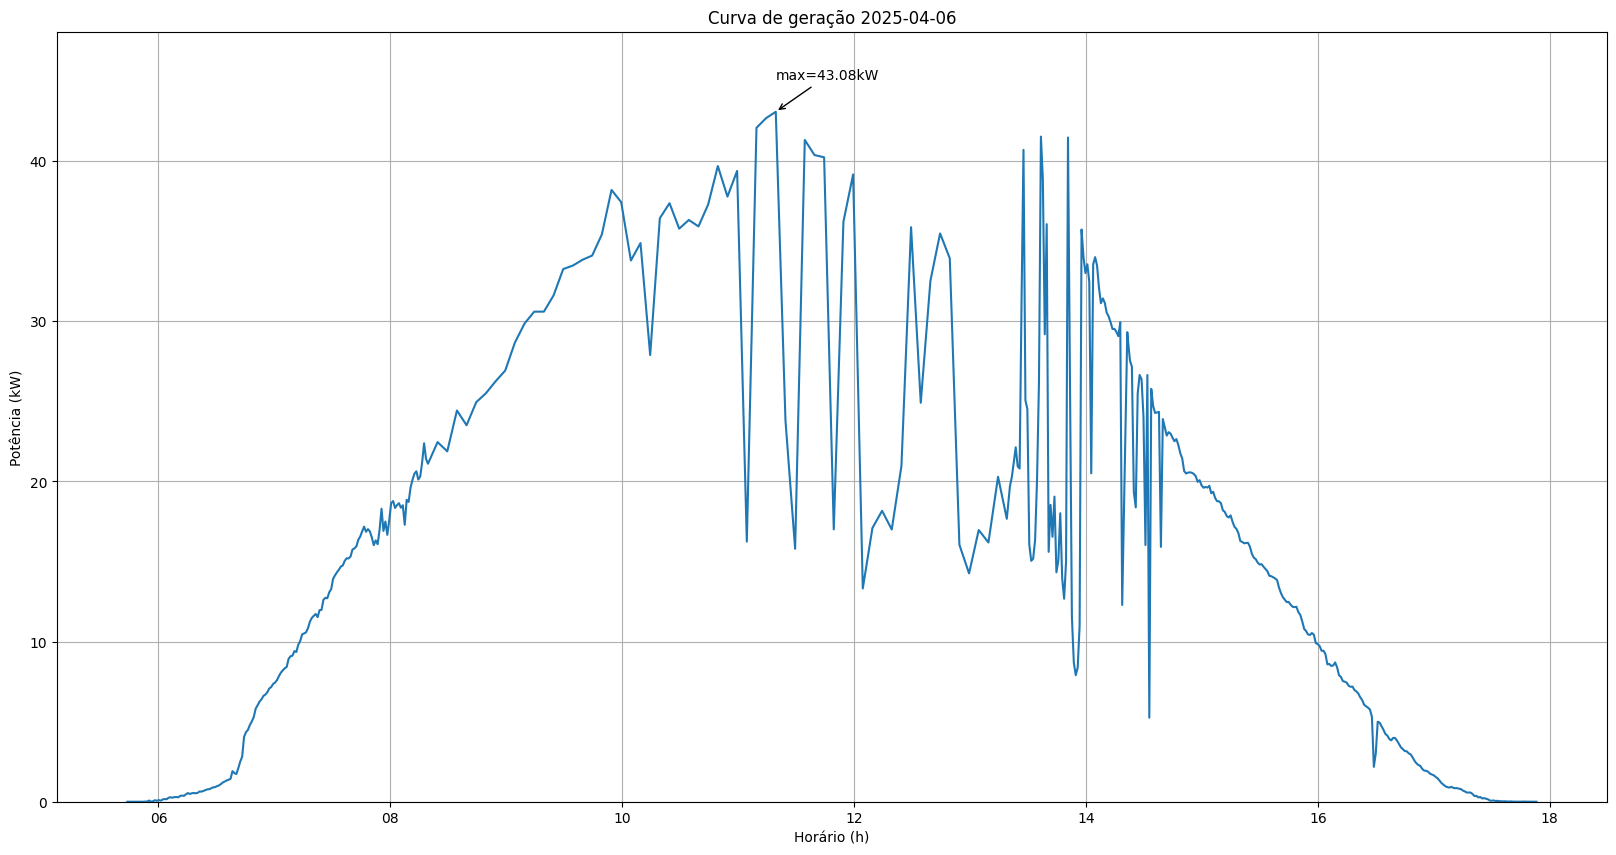 Curva de geração 2025-04-06
max=43.08kW
Potência (kW)
40
30
20
10
0
06 08 10 12 14 16 18
Horário (h)